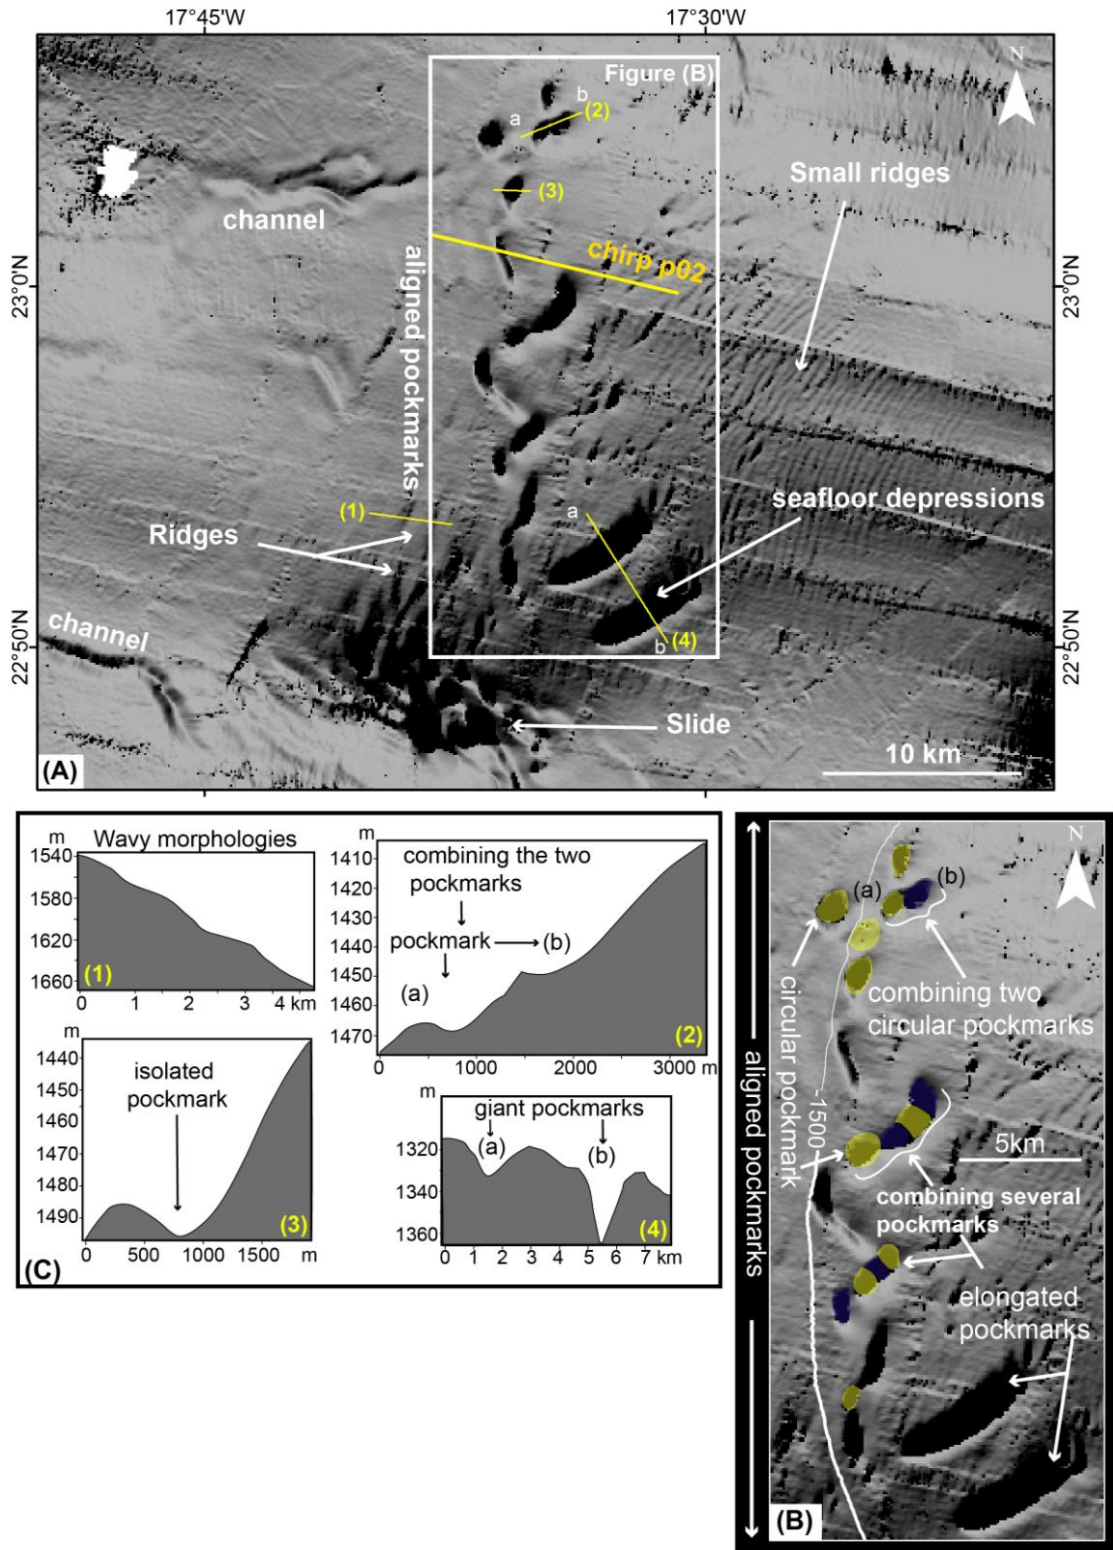 17°45'W
17°30'W
Figure (B)
N
b
a
(2)
Small ridges
(3)
channel
chirp p02
aligned pockmarks
23°0'N
23°0'N
seafloor depressions
(1)
a
Ridges
channel
(4)
b
22°50'N
22°50'N
Slide
10 km
(A)
m
Wavy morphologies
1540
1580
1620
1660
(1)
0 1 2 3 4 km
m
1410
1420
1430
1440
1450
1460
1470
combining the two
pockmarks
pockmark
(b)
(a)
(2)
0 1000 2000 3000 m
m
1440
1450
1460
1470
1480
1490
isolated
pockmark
(3)
0 500 1000 1500 m
m
1320
1340
1360
giant pockmarks
(a)
(b)
(4)
0 1 2 3 4 5 6 7 km
(C)
N
(a)
(b)
circular pockmark
combining two
circular pockmarks
aligned pockmarks
-1500
5km
combining several
pockmarks
elongated
pockmarks
(B)